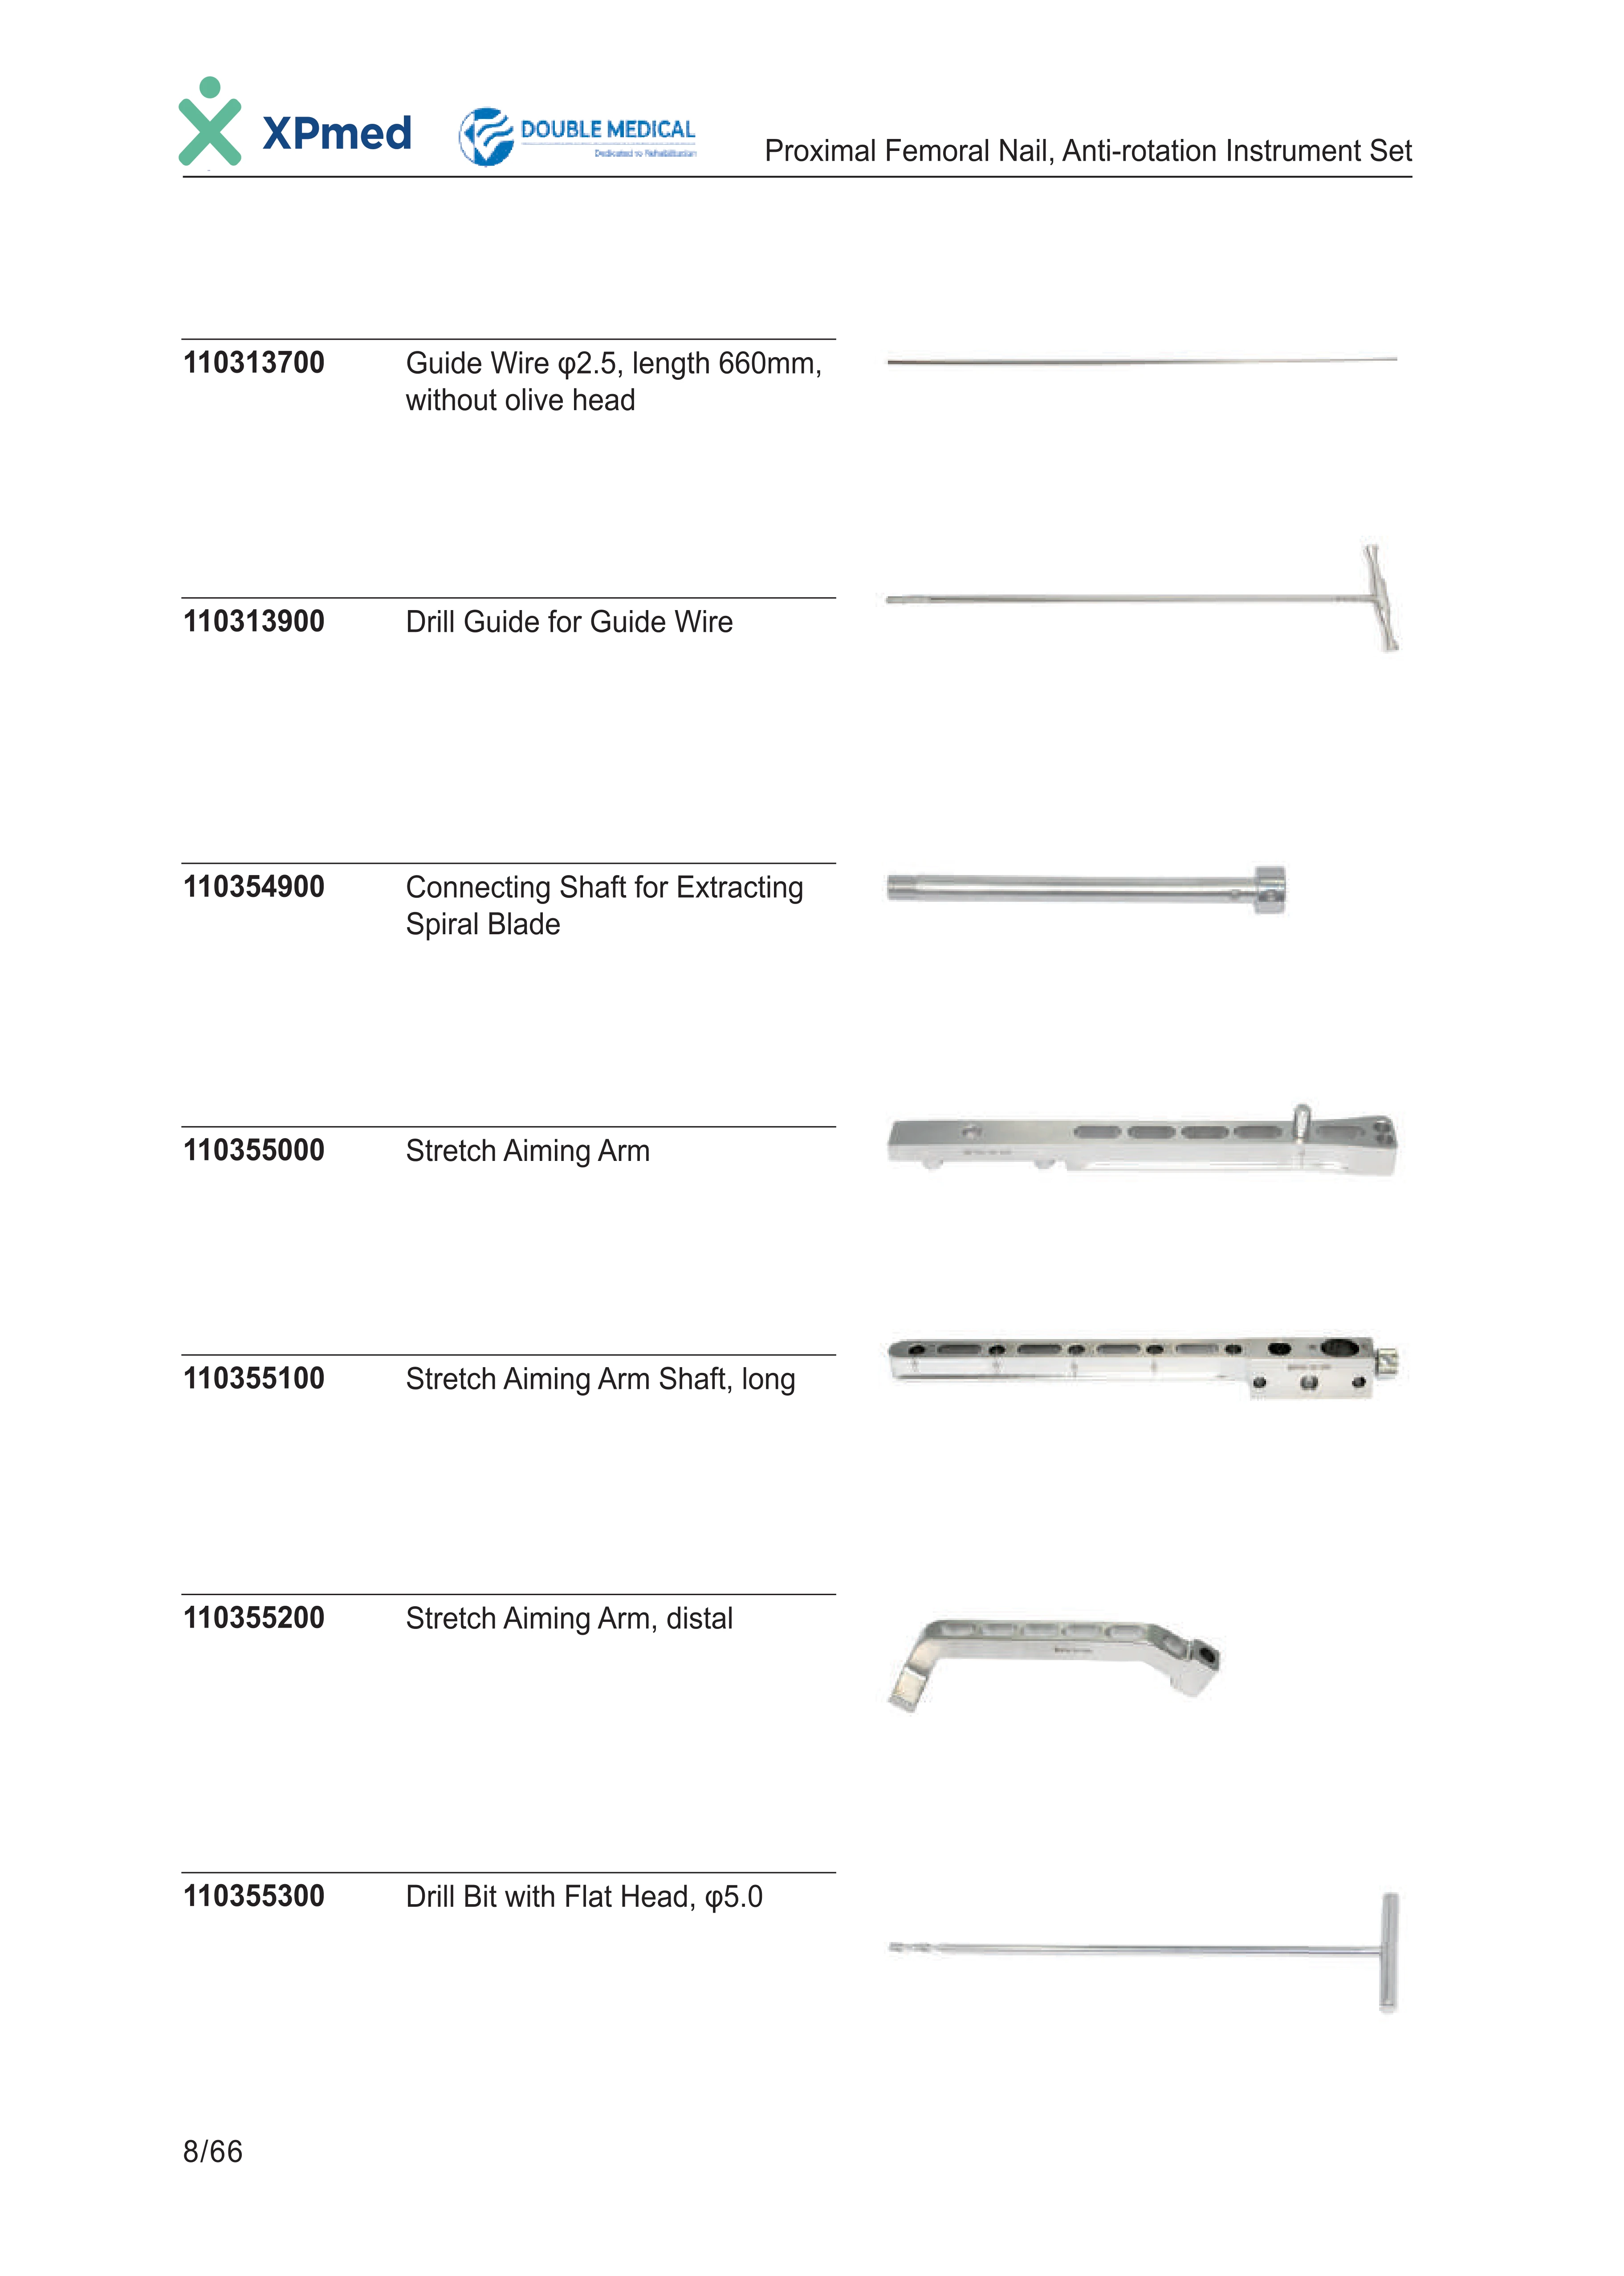 XPmed
DOUBLE MEDICAL
Dedicated to Rehabilitation
Proximal Femoral Nail, Anti-rotation Instrument Set
110313700 Guide Wire φ2.5, length 660mm,
without olive head
110313900 Drill Guide for Guide Wire
110354900 Connecting Shaft for Extracting
Spiral Blade
110355000 Stretch Aiming Arm
110355100 Stretch Aiming Arm Shaft, long
110355200 Stretch Aiming Arm, distal
110355300 Drill Bit with Flat Head, φ5.0
8/66